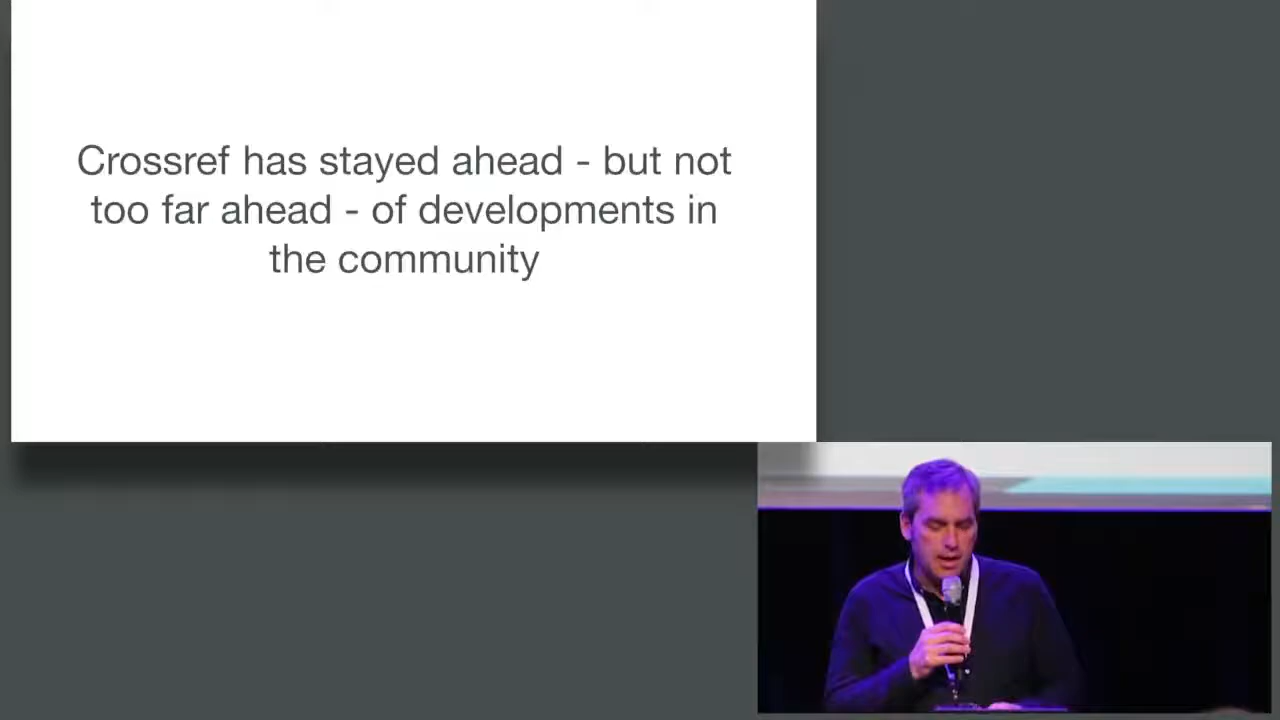 Crossref has stayed ahead - but not
too far ahead - of developments in
the community